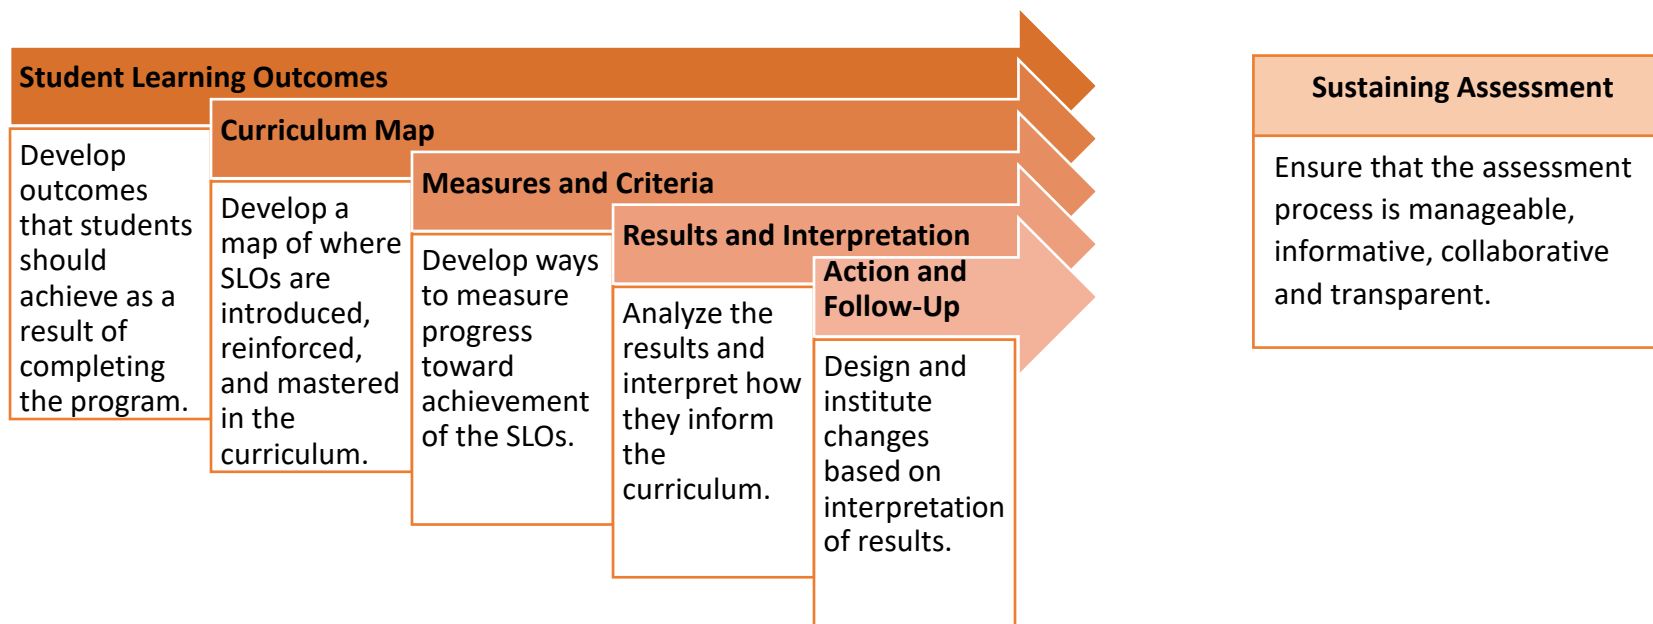 Student Learning Outcomes
Develop
outcomes
that students
should
achieve as a
result of
completing
the program.
Curriculum Map
Develop a
map of where
SLOs are
introduced,
reinforced,
and mastered
in the
curriculum.
Measures and Criteria
Develop ways
to measure
progress
toward
achievement
of the SLOs.
Results and Interpretation
Analyze the
results and
interpret how
they inform
the
curriculum.
Action and
Follow-Up
Design and
institute
changes
based on
interpretation
of results.
Sustaining Assessment
Ensure that the assessment
process is manageable,
informative, collaborative
and transparent.